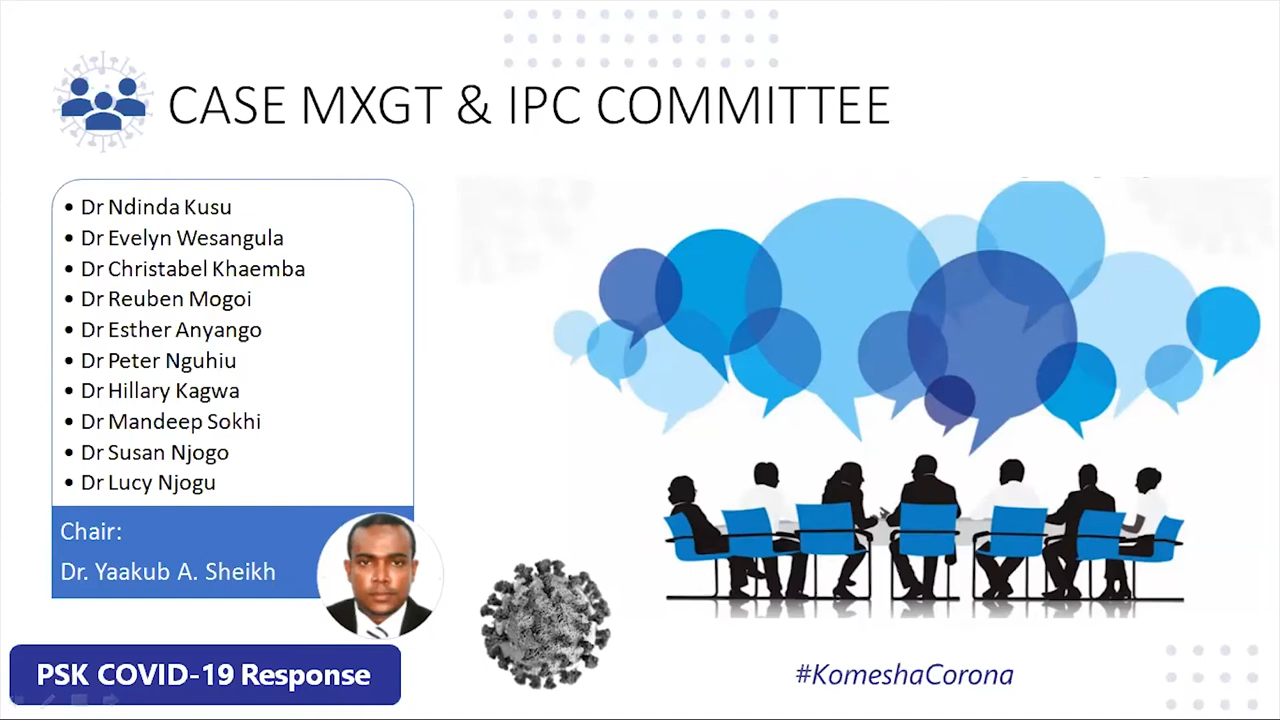 CASE MXGT & IPC COMMITTEE
• Dr Ndinda Kusu
• Dr Evelyn Wesangula
• Dr Christabel Khaemba
• Dr Reuben Mogoi
• Dr Esther Anyango
• Dr Peter Nguhiu
• Dr Hillary Kagwa
• Dr Mandeep Sokhi
• Dr Susan Njogo
• Dr Lucy Njogu
Chair:
Dr. Yaakub A. Sheikh
PSK COVID-19 Response
#KomeshaCorona